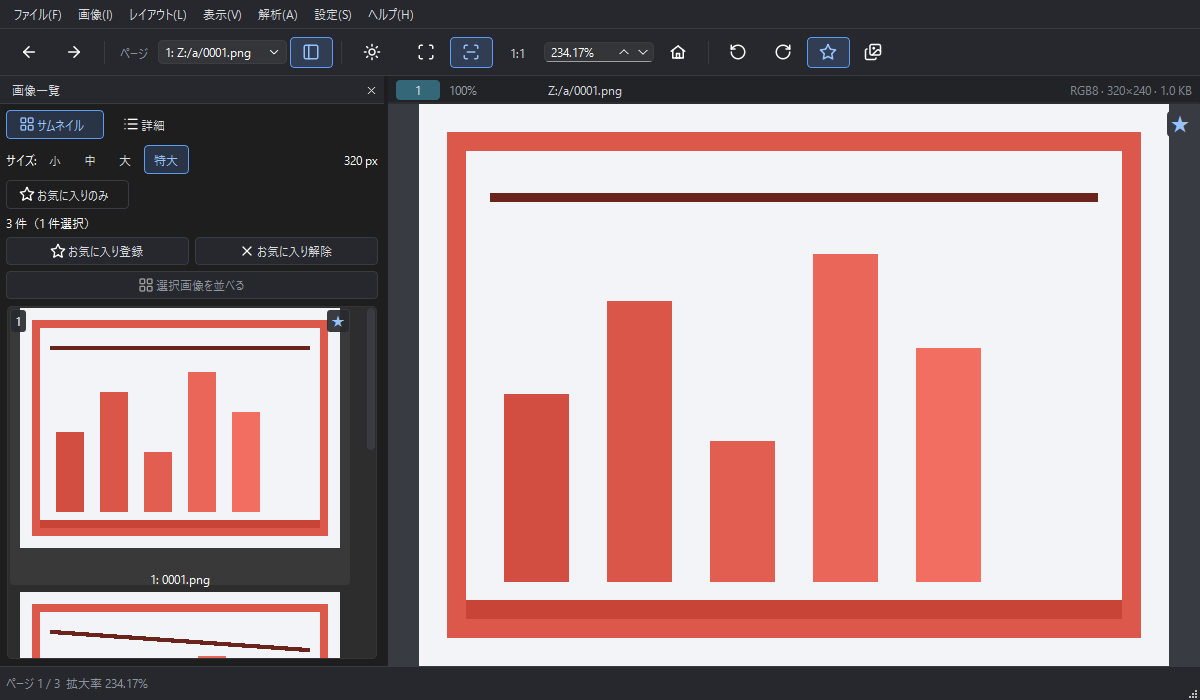 ファイル(F) 画像(I) レイアウト(L) 表示(V) 解析(A) 設定(S) ヘルプ(H)
ページ 1: Z:/a/0001.png 1:1 234.17%
画像一覧
1 100% Z:/a/0001.png RGB8 · 320×240 · 1.0 KB
サムネイル 詳細
サイズ: 小 中 大 特大 320 px
お気に入りのみ
3 件（1 件選択）
お気に入り登録 お気に入り解除
選択画像を並べる
1
1: 0001.png
ページ 1 / 3 拡大率 234.17%